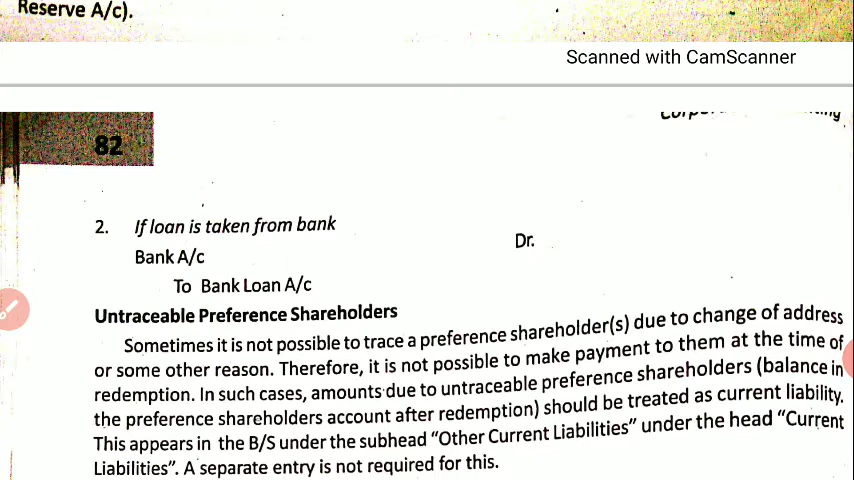 Reserve A/c).
Scanned with CamScanner
82
2. If loan is taken from bank
Bank A/c Dr.
To Bank Loan A/c
Untraceable Preference Shareholders
Sometimes it is not possible to trace a preference shareholder(s) due to change of address
or some other reason. Therefore, it is not possible to make payment to them at the time of
redemption. In such cases, amounts due to untraceable preference shareholders (balance in
the preference shareholders account after redemption) should be treated as current liability.
This appears in the B/S under the subhead "Other Current Liabilities" under the head "Current
Liabilities". A separate entry is not required for this.